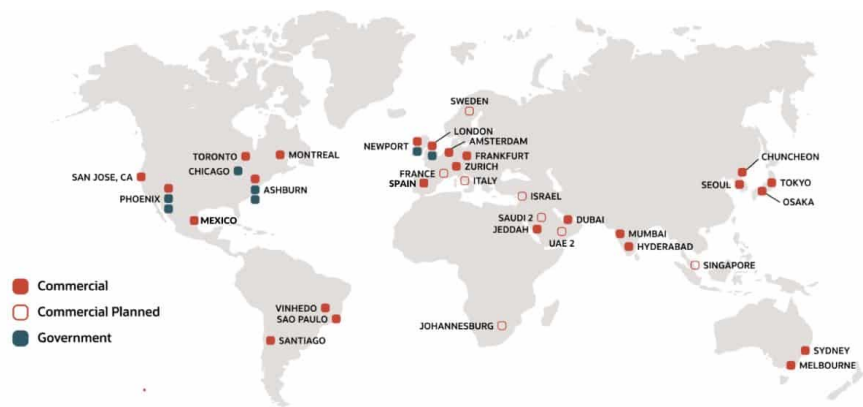 SWEDEN
LONDON
NEWPORT
AMSTERDAM
TORONTO
MONTREAL
FRANKFURT
CHUNCHEON
CHICAGO
ZURICH
SAN JOSE, CA
FRANCE
ITALY
SEOUL
TOKYO
SPAIN
ASHBURN
PHOENIX
ISRAEL
OSAKA
MEXICO
SAUDI 2
DUBAI
JEDDAH
MUMBAI
UAE 2
HYDERABAD
SINGAPORE
Commercial
Commercial Planned
VINHEDO
SAO PAULO
JOHANNESBURG
Government
SANTIAGO
SYDNEY
MELBOURNE